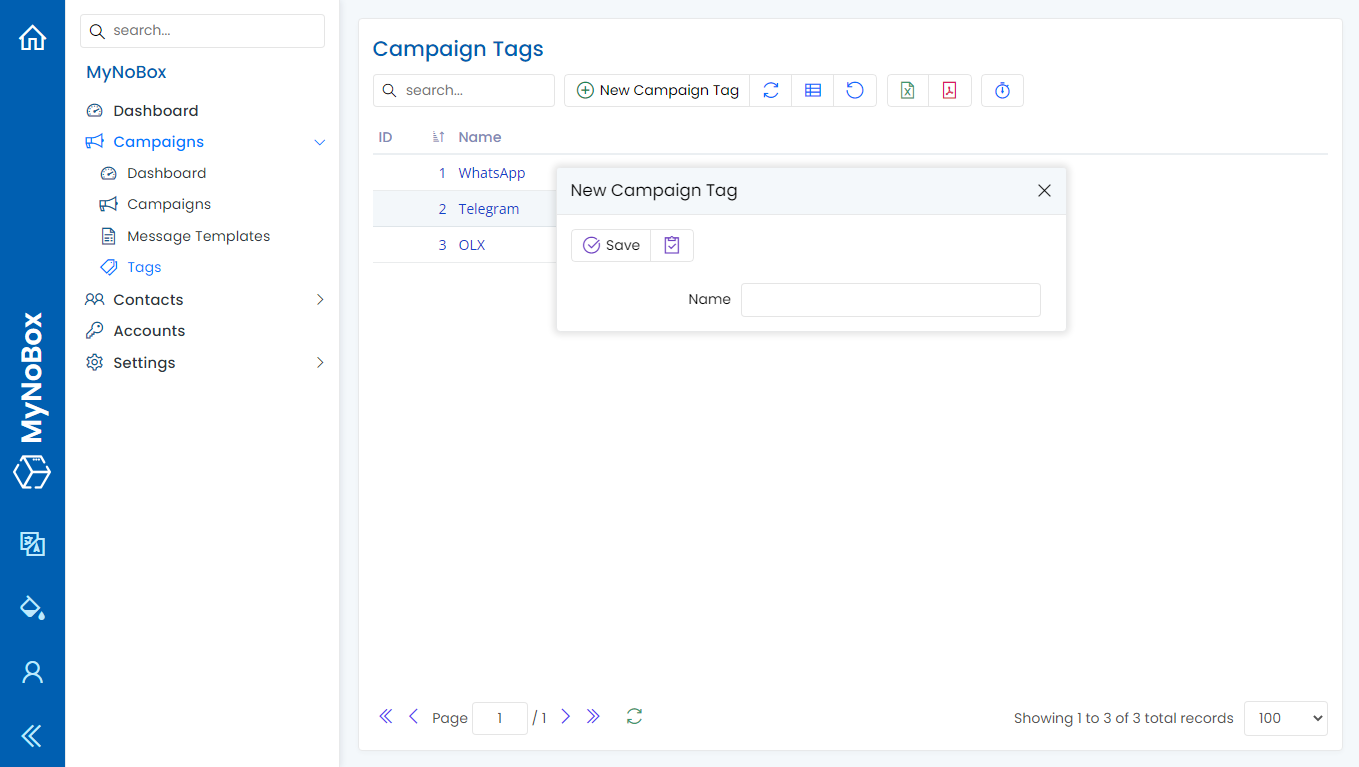 search...
MyNoBox
Dashboard
Campaigns
Dashboard
Campaigns
Message Templates
Tags
Contacts
Accounts
Settings
MyNoBox
Campaign Tags
search...
New Campaign Tag
ID Name
1 WhatsApp
2 Telegram
3 OLX
New Campaign Tag
Save
Name
Page 1 / 1
Showing 1 to 3 of 3 total records 100